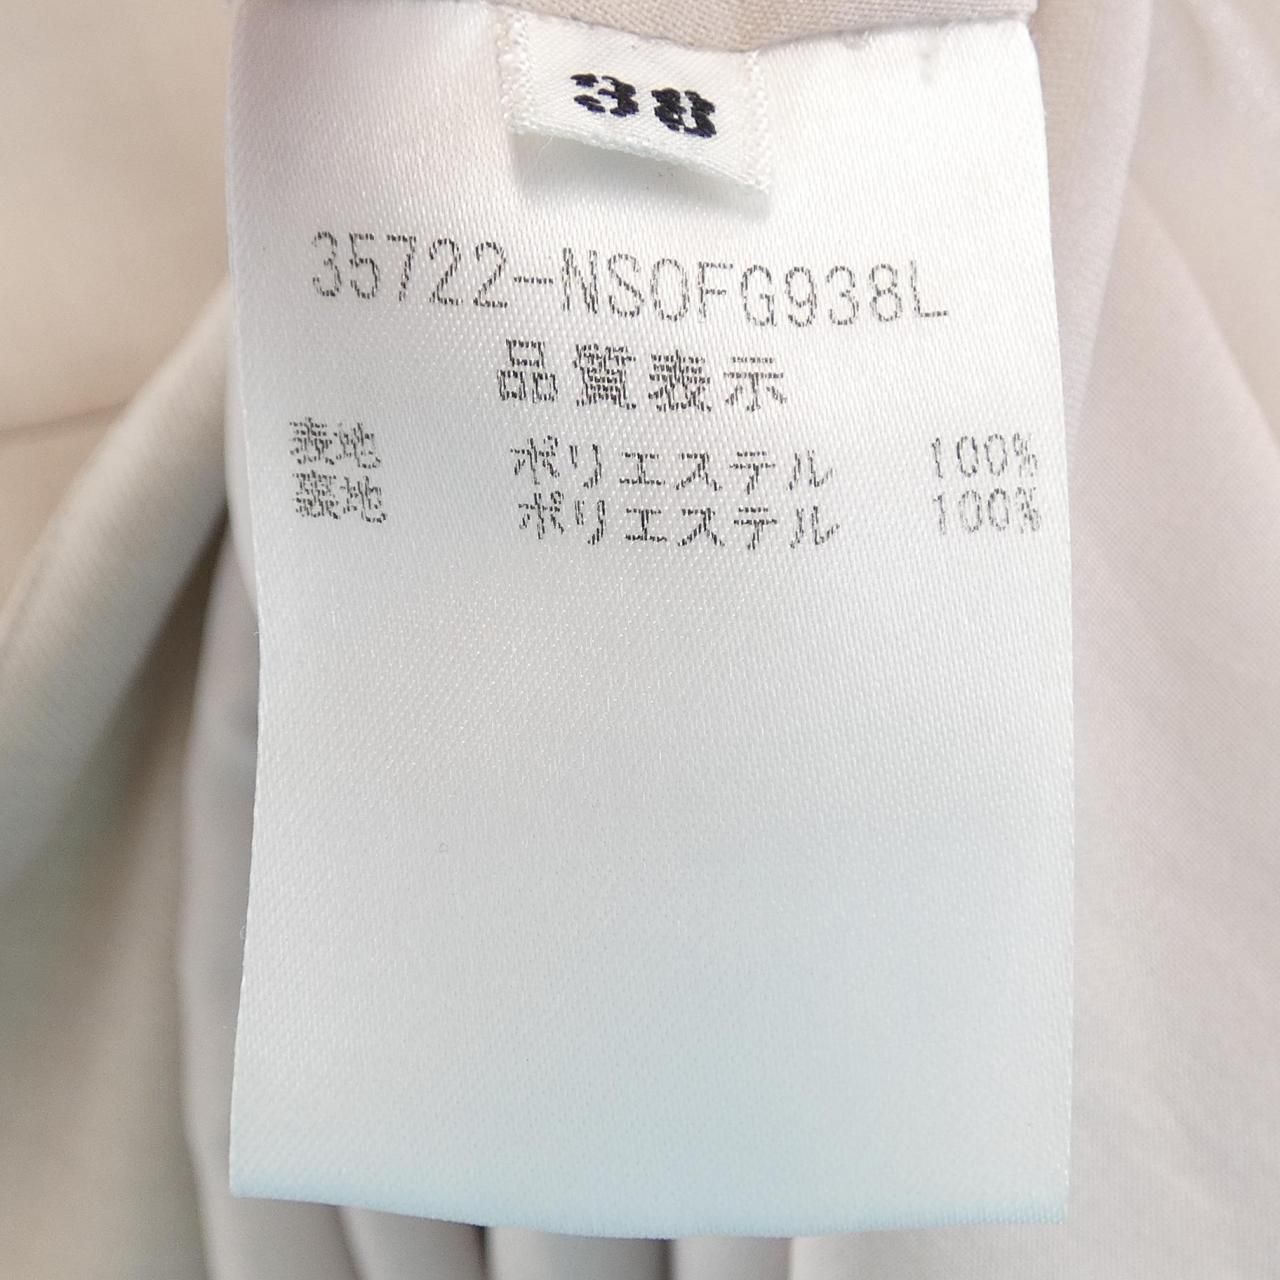 38
35722-NSOFG938L
品質表示
表地 ポリエステル 100%
裏地 ポリエステル 100%